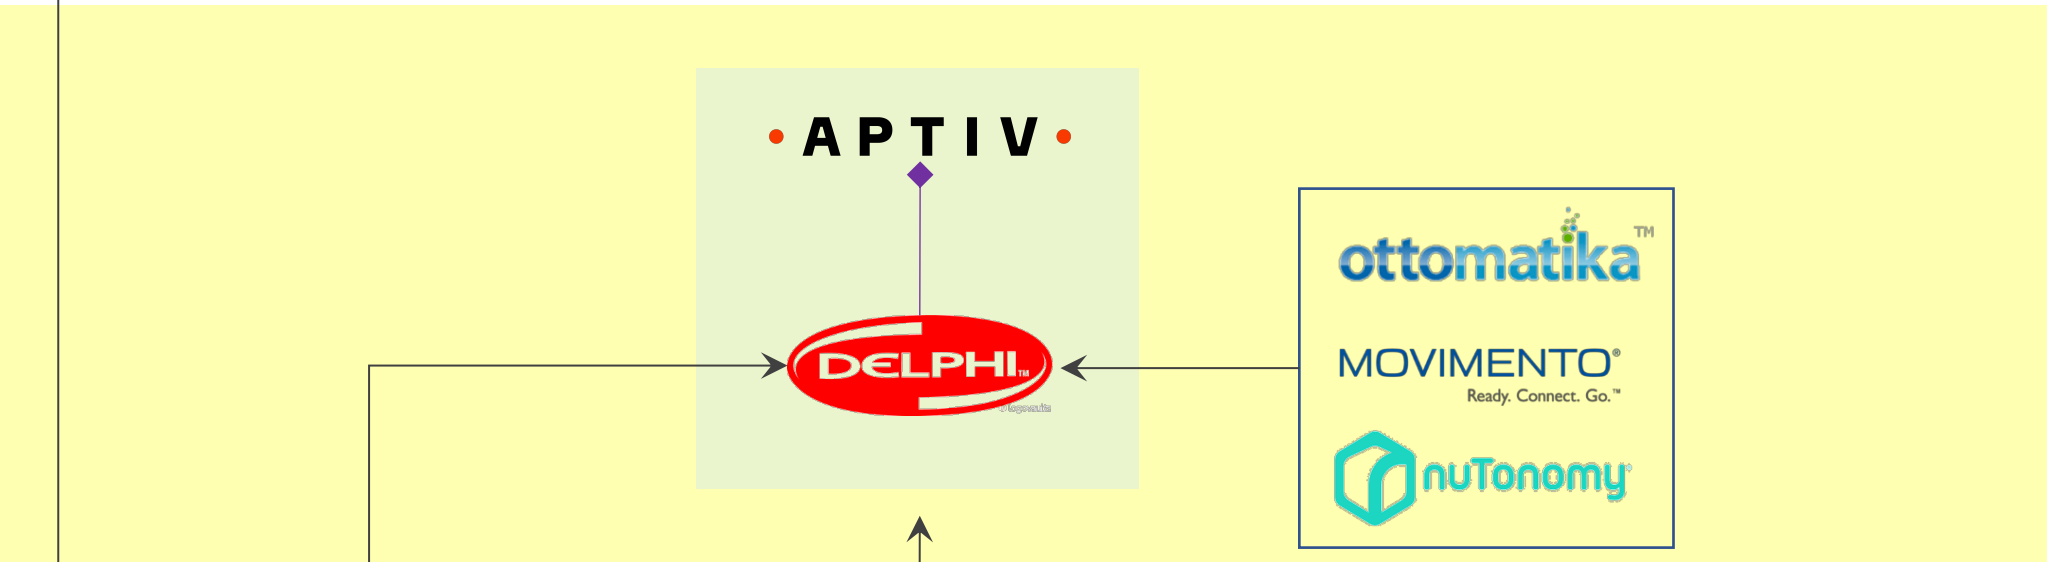 • APTIV •
ottomatika™
DELPHI™
MOVIMENTO®
Ready. Connect. Go.™
nuTonomy®